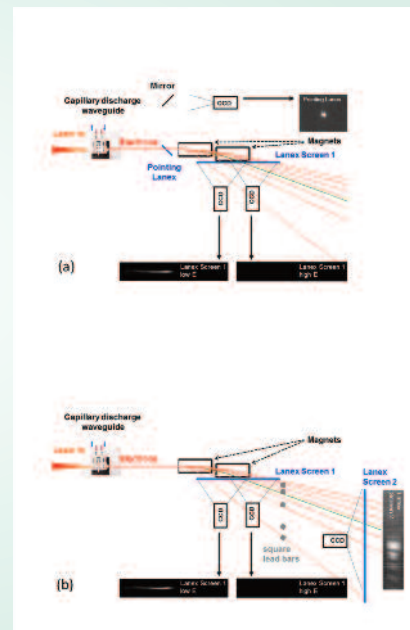 Mirror
CCD
Pointing Lanex
Capillary discharge
waveguide
Laser in
Electrons
Magnets
Lanex Screen 1
Pointing
Lanex
CCD
CCD
(a)
Lanex Screen 1
low E
Lanex Screen 1
high E
Capillary discharge
waveguide
Laser in
Electrons
Magnets
Lanex Screen 1
Lanex
Screen 2
CCD
CCD
CCD
square
lead bars
(b)
Lanex Screen 1
low E
Lanex Screen 1
high E